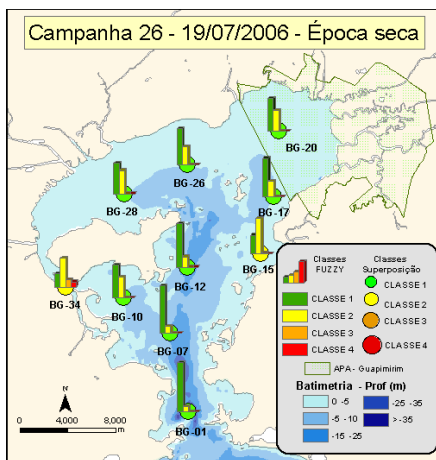 Campanha 26 - 19/07/2006 - Época seca
BG-20
BG-26
BG-28
BG-17
BG-15
BG-12
BG-34
BG-10
BG-07
BG-01
N
0 4,000 8,000
m
Classes FUZZY
CLASSE 1
CLASSE 2
CLASSE 3
CLASSE 4
Classes Superposição
CLASSE 1
CLASSE 2
CLASSE 3
CLASSE 4
APA - Guapimirim
Batimetria - Prof (m)
0 -5
-5 -10
-15 -25
-25 -35
>-35